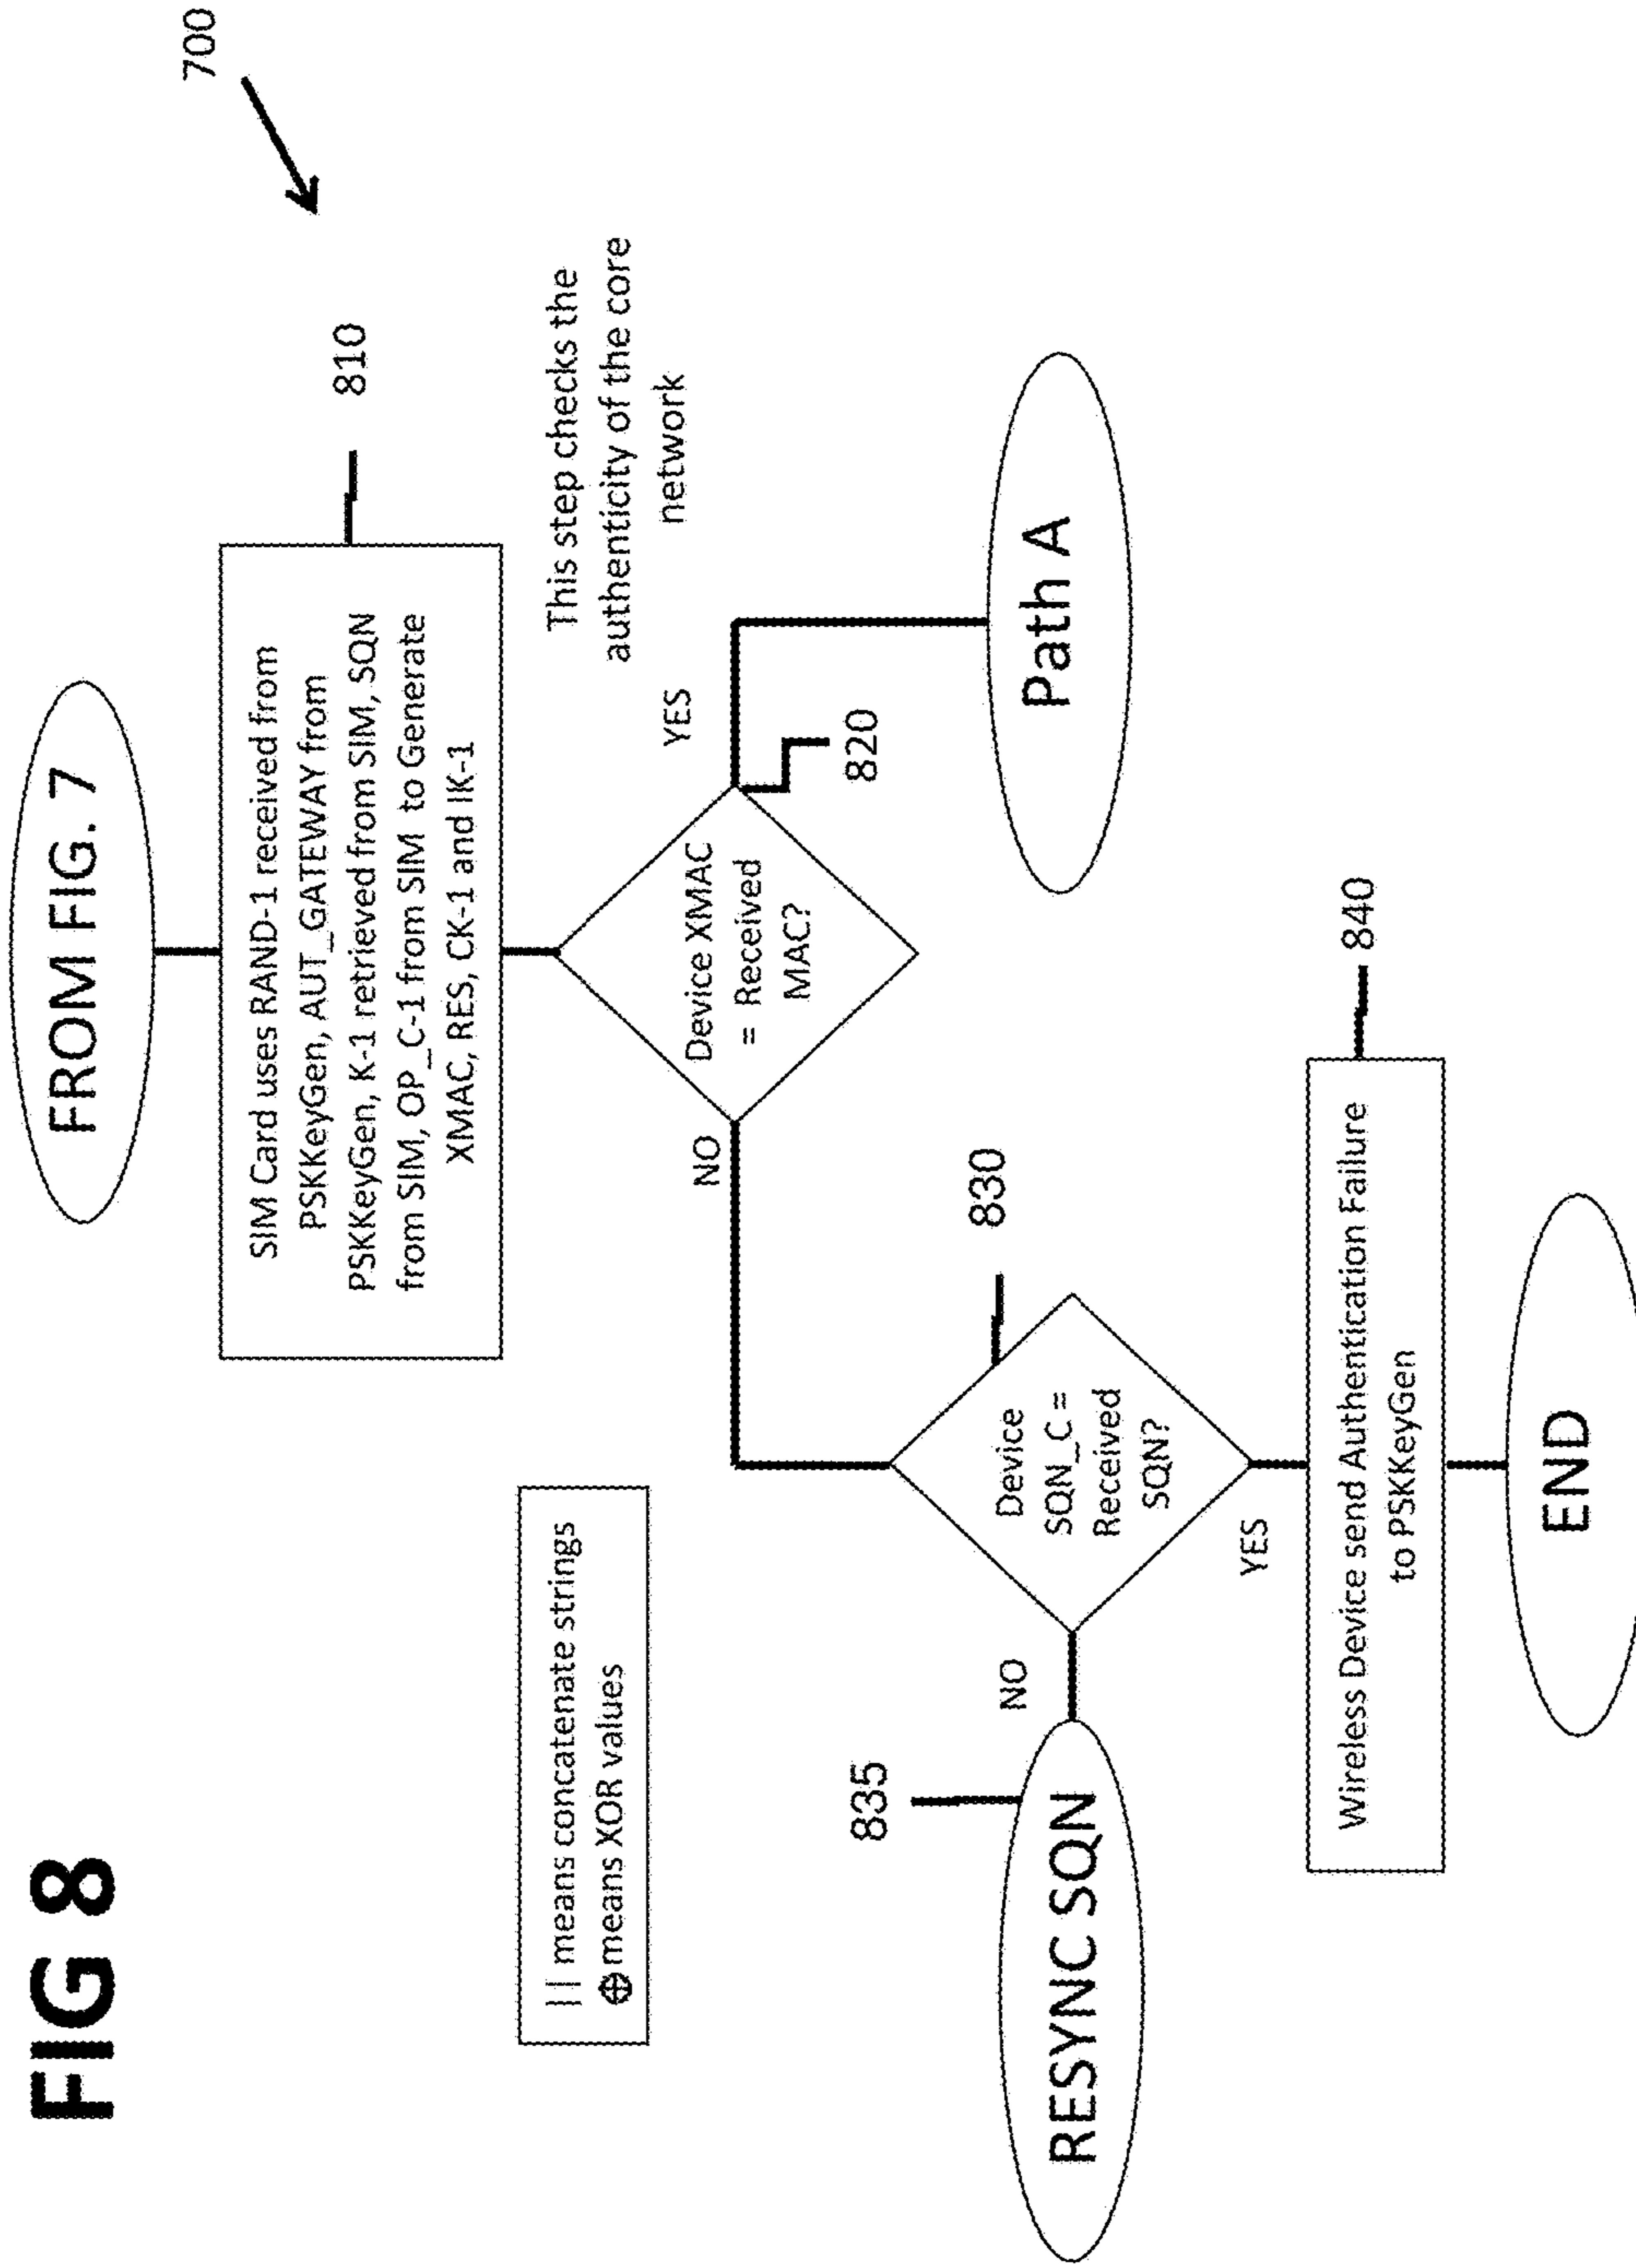 FIG 8
700
FROM FIG. 7
SIM Card uses RAND-1 received from
PSKKeyGen, AUT_GATEWAY from
PSKKeyGen, K-1 retrieved from SIM, SQN
from SIM, OP_C-1 from SIM to Generate
XMAC, RES, CK-1 and IK-1
810
|| means concatenate strings
⊕ means XOR values
This step checks the
authenticity of the core
network
Device XMAC
= Received
MAC?
NO
YES
820
Path A
Device
SQN_C =
Received
SQN?
830
NO
YES
835
RESYNC SQN
Wireless Device send Authentication Failure
to PSKKeyGen
840
END